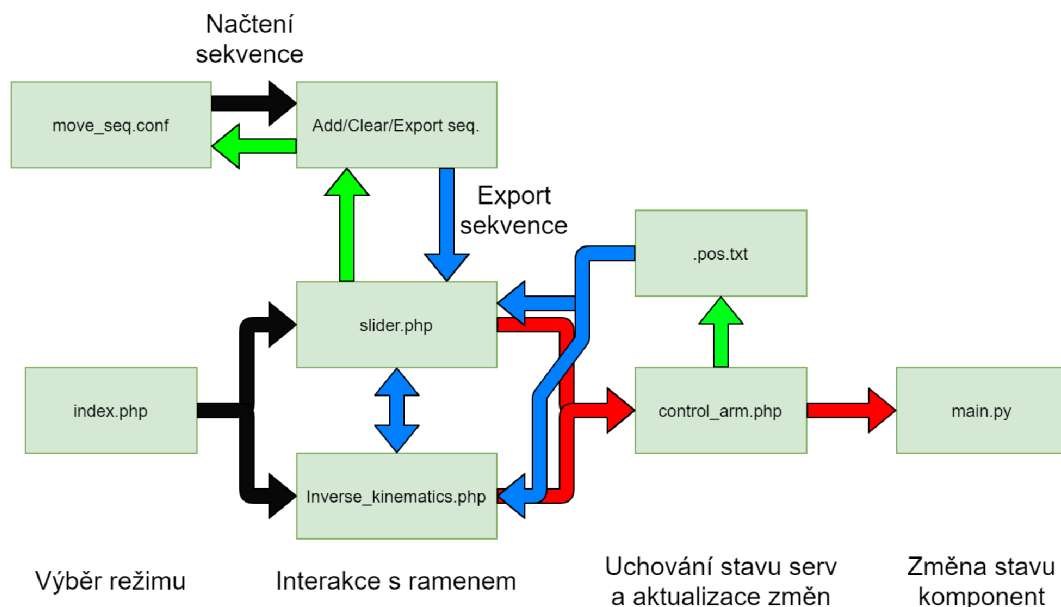 Načtení
sekvence
move_seq.conf
Add/Clear/Export seq.
Export
sekvence
.pos.txt
slider.php
index.php
control_arm.php
main.py
Inverse_kinematics.php
Výběr režimu
Interakce s ramenem
Uchování stavu serv
a aktualizace změn
Změna stavu
komponent